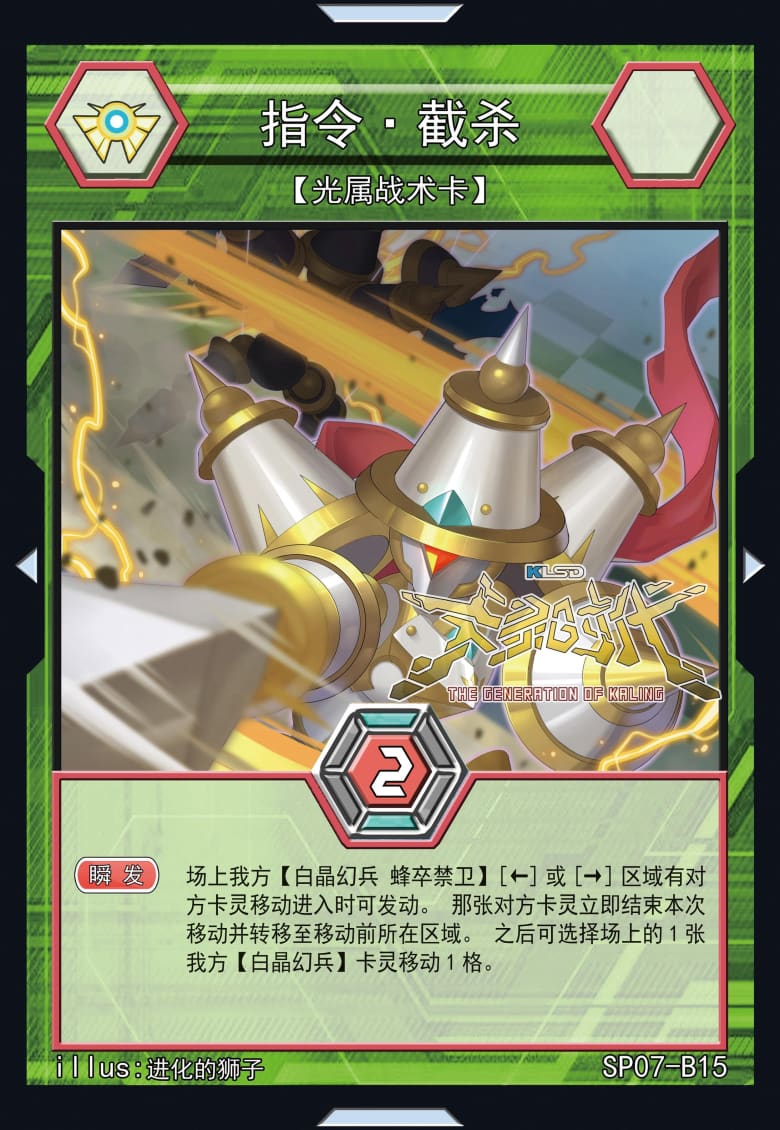 指令·截杀
【光属战术卡】
KLSD
卡灵纪
THE GENERATION OF KALING
2
瞬发
场上我方【白晶幻兵 蜂卒禁卫】[←] 或 [→] 区域有对
方卡灵移动进入时可发动。 那张对方卡灵立即结束本次
移动并转移至移动前所在区域。 之后可选择场上的 1 张
我方【白晶幻兵】卡灵移动 1 格。
illus:进化的狮子
SP07-B15